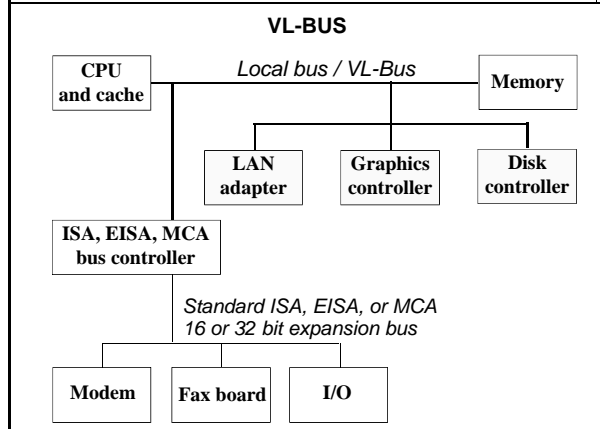 VL-BUS
CPU
and cache
Local bus / VL-Bus
Memory
LAN
adapter
Graphics
controller
Disk
controller
ISA, EISA, MCA
bus controller
Standard ISA, EISA, or MCA
16 or 32 bit expansion bus
Modem
Fax board
I/O